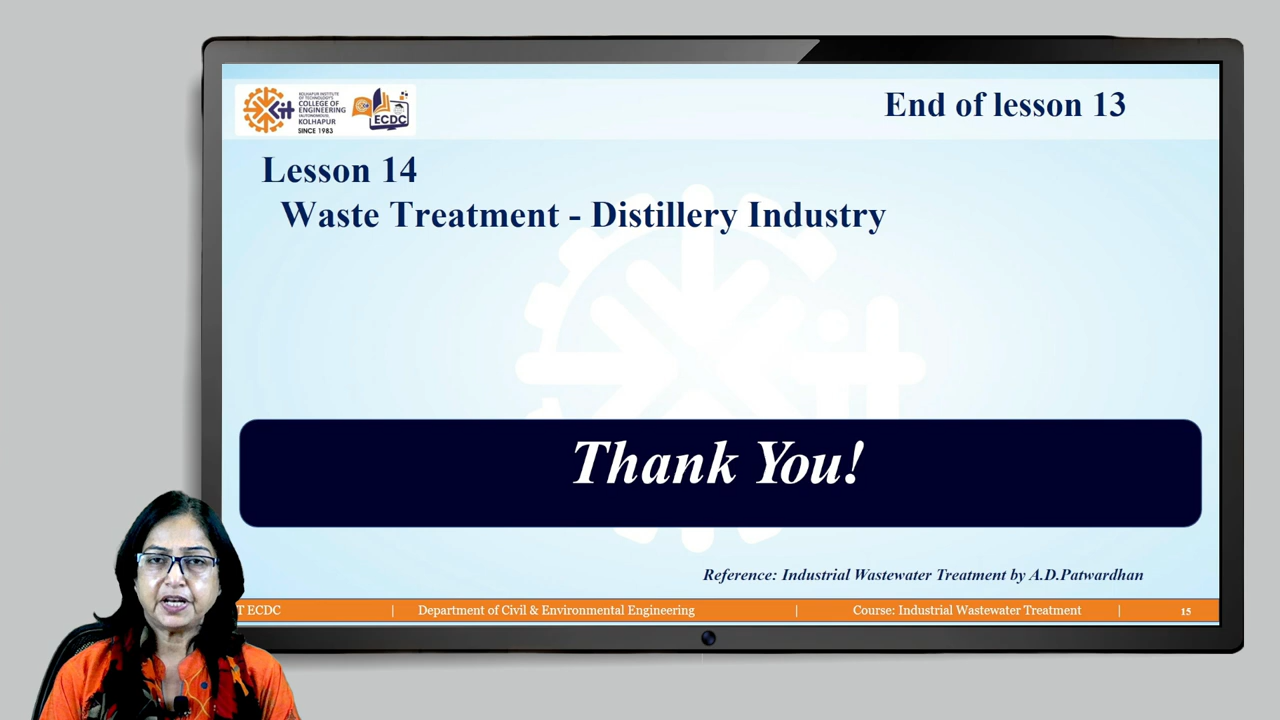 KOLHAPUR INSTITUTE
OF TECHNOLOGY'S
COLLEGE OF
ENGINEERING
KOLHAPUR
SINCE 1983
kit
ECDC
End of lesson 13
Lesson 14
Waste Treatment - Distillery Industry
Thank You!
Reference: Industrial Wastewater Treatment by A.D.Patwardhan
T ECDC | Department of Civil & Environmental Engineering | Course: Industrial Wastewater Treatment | 15